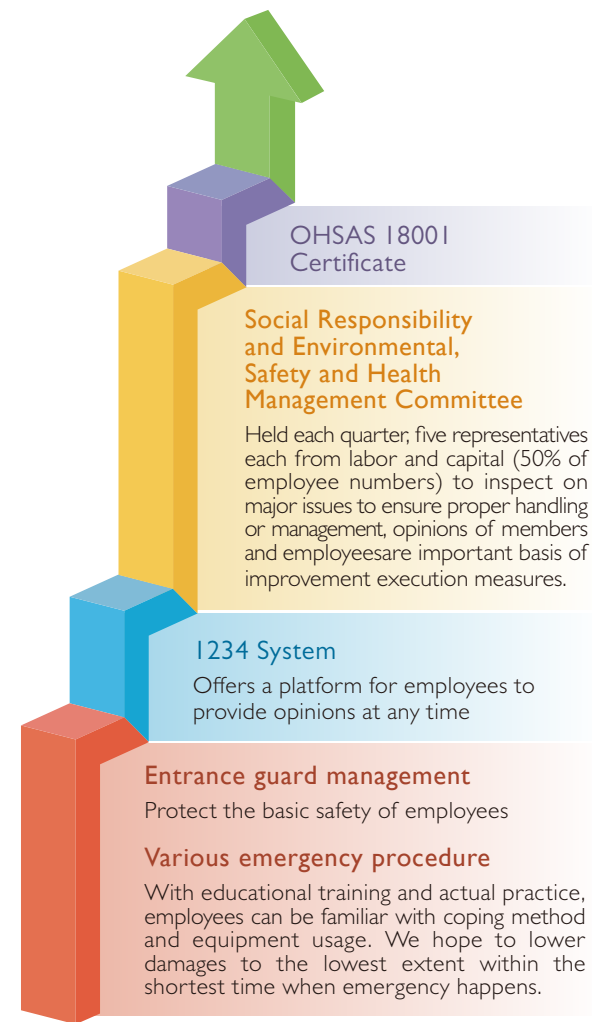 OHSAS 18001
Certificate
Social Responsibility
and Environmental,
Safety and Health
Management Committee
Held each quarter, five representatives
each from labor and capital (50% of
employee numbers) to inspect on
major issues to ensure proper handling
or management, opinions of members
and employeesare important basis of
improvement execution measures.
1234 System
Offers a platform for employees to
provide opinions at any time
Entrance guard management
Protect the basic safety of employees
Various emergency procedure
With educational training and actual practice,
employees can be familiar with coping method
and equipment usage. We hope to lower
damages to the lowest extent within the
shortest time when emergency happens.